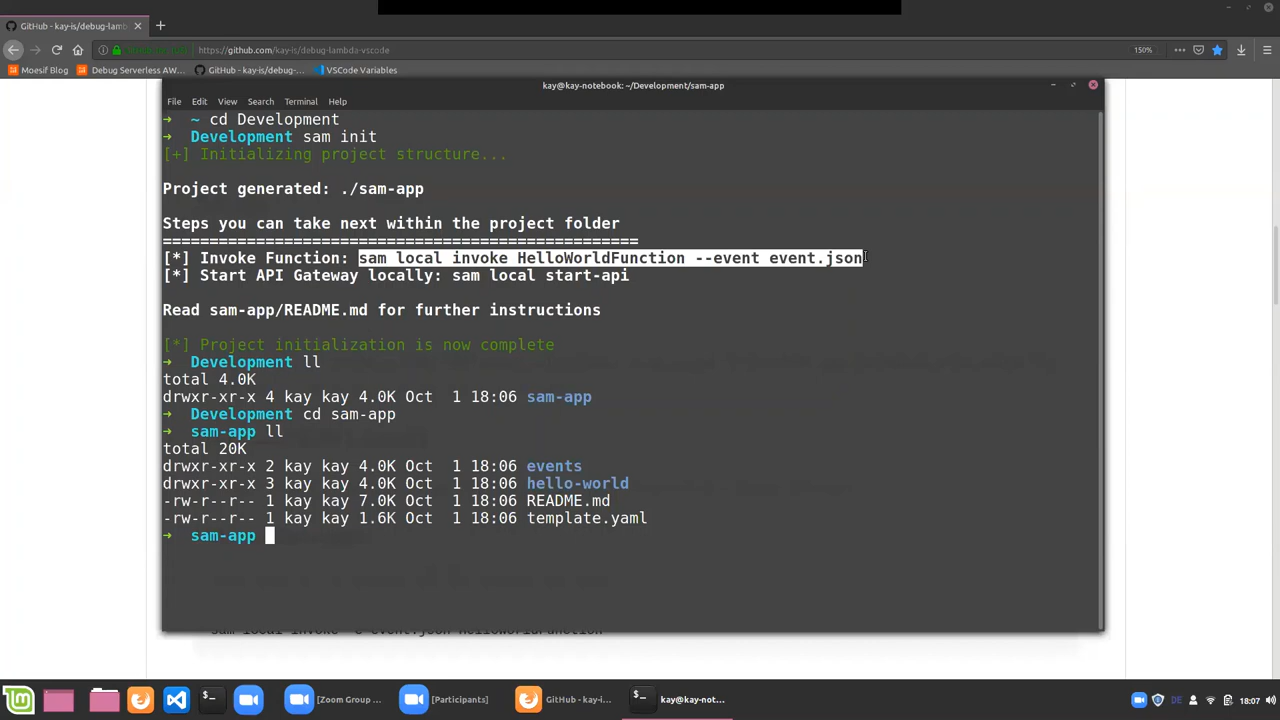 GitHub - kay-is/debug-lamb
https://github.com/kay-is/debug-lambda-vscode
150%
Moesif Blog
Debug Serverless AW...
GitHub - kay-is/debug-...
VSCode Variables
kay@kay-notebook: ~/Development/sam-app
File Edit View Search Terminal Help
➜ ~ cd Development
➜ Development sam init
[+] Initializing project structure...
Project generated: ./sam-app
Steps you can take next within the project folder
===================================================
[*] Invoke Function: sam local invoke HelloWorldFunction --event event.json
[*] Start API Gateway locally: sam local start-api
Read sam-app/README.md for further instructions
[*] Project initialization is now complete
➜ Development ll
total 4.0K
drwxr-xr-x 4 kay kay 4.0K Oct 1 18:06 sam-app
➜ Development cd sam-app
➜ sam-app ll
total 20K
drwxr-xr-x 2 kay kay 4.0K Oct 1 18:06 events
drwxr-xr-x 3 kay kay 4.0K Oct 1 18:06 hello-world
-rw-r--r-- 1 kay kay 7.0K Oct 1 18:06 README.md
-rw-r--r-- 1 kay kay 1.6K Oct 1 18:06 template.yaml
➜ sam-app
[Zoom Group ...
[Participants]
GitHub - kay-i...
kay@kay-not...
DE
18:07